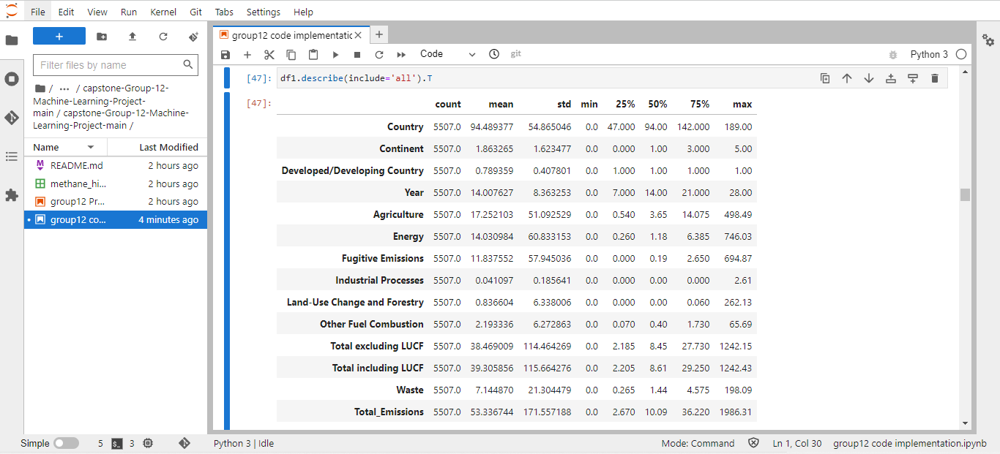 File Edit View Run Kernel Git Tabs Settings Help
+
Filter files by name
/ ... / capstone-Group-12-
Machine-Learning-Project-
main / capstone-Group-12-Machine-
Learning-Project-main /
Name Last Modified
README.md 2 hours ago
methane_hi... 2 hours ago
group12 Pr... 2 hours ago
group12 co... 4 minutes ago
group12 code implementatic
Code git Python 3
[47]: df1.describe(include='all').T
[47]:
count mean std min 25% 50% 75% max
Country 5507.0 94.489377 54.865046 0.0 47.000 94.00 142.000 189.00
Continent 5507.0 1.863265 1.623477 0.0 0.000 1.00 3.000 5.00
Developed/Developing Country 5507.0 0.789359 0.407801 0.0 1.000 1.00 1.000 1.00
Year 5507.0 14.007627 8.363253 0.0 7.000 14.00 21.000 28.00
Agriculture 5507.0 17.252103 51.092529 0.0 0.540 3.65 14.075 498.49
Energy 5507.0 14.030984 60.833153 0.0 0.260 1.18 6.385 746.03
Fugitive Emissions 5507.0 11.837552 57.945036 0.0 0.000 0.19 2.650 694.87
Industrial Processes 5507.0 0.041097 0.185641 0.0 0.000 0.00 0.000 2.61
Land-Use Change and Forestry 5507.0 0.836604 6.338006 0.0 0.000 0.00 0.060 262.13
Other Fuel Combustion 5507.0 2.193336 6.272863 0.0 0.070 0.40 1.730 65.69
Total excluding LUCF 5507.0 38.469009 114.464269 0.0 2.185 8.45 27.730 1242.15
Total including LUCF 5507.0 39.305856 115.664276 0.0 2.205 8.61 29.250 1242.43
Waste 5507.0 7.144870 21.304479 0.0 0.265 1.44 4.575 198.09
Total_Emissions 5507.0 53.336744 171.557188 0.0 2.670 10.09 36.220 1986.31
Simple 5 3 Python 3 | Idle Mode: Command Ln 1, Col 30 group12 code implementation.ipynb